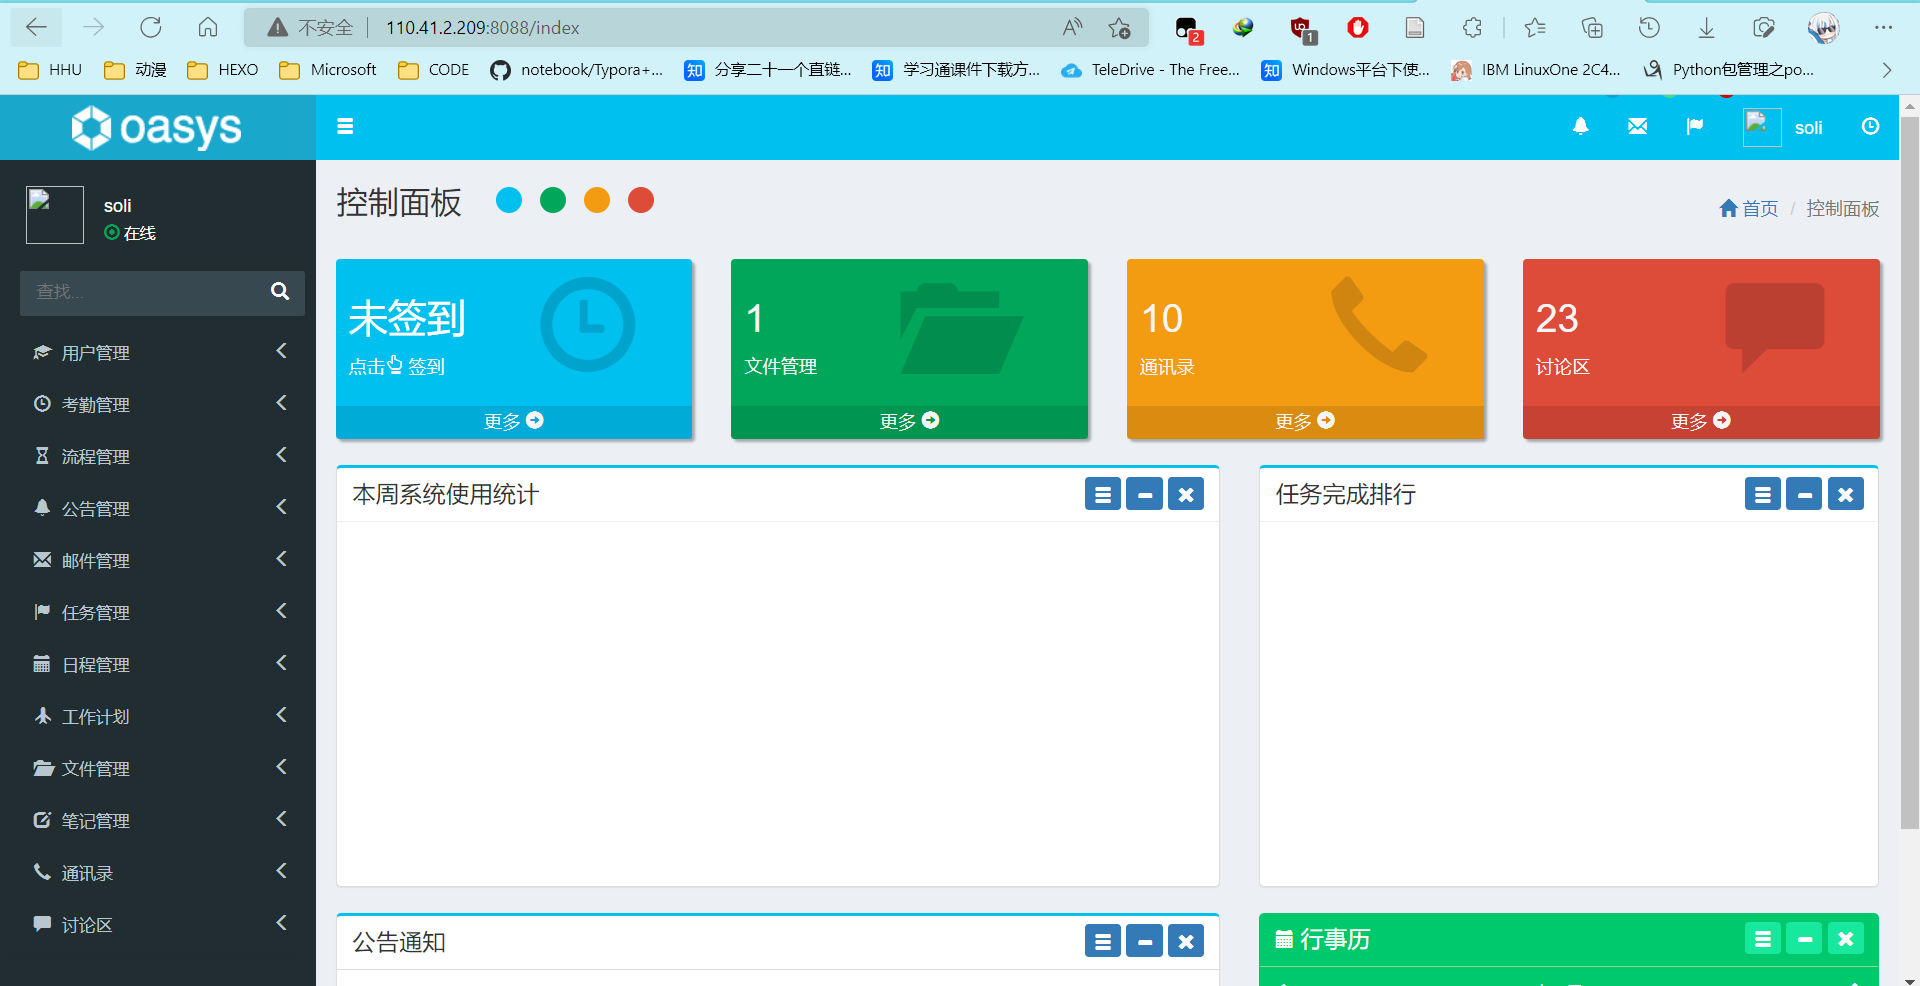 不安全 110.41.2.209:8088/index
2
1
HHU 动漫 HEXO Microsoft CODE notebook/Typora+... 知 分享二十一个直链... 知 学习通课件下载方... TeleDrive - The Free... 知 Windows平台下使... IBM LinuxOne 2C4... Python包管理之po...
oasys
soli
soli
在线
查找...
用户管理
考勤管理
流程管理
公告管理
邮件管理
任务管理
日程管理
工作计划
文件管理
笔记管理
通讯录
讨论区
控制面板
首页 / 控制面板
未签到
点击 签到
更多
1
文件管理
更多
10
通讯录
更多
23
讨论区
更多
本周系统使用统计
任务完成排行
公告通知
行事历